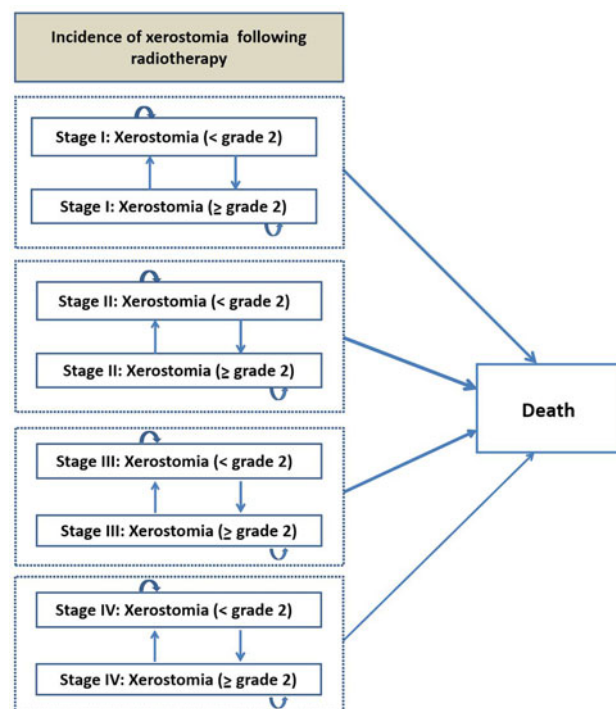 Incidence of xerostomia following
radiotherapy
Stage I: Xerostomia (< grade 2)
Stage I: Xerostomia (≥ grade 2)
Stage II: Xerostomia (< grade 2)
Stage II: Xerostomia (≥ grade 2)
Stage III: Xerostomia (< grade 2)
Stage III: Xerostomia (≥ grade 2)
Stage IV: Xerostomia (< grade 2)
Stage IV: Xerostomia (≥ grade 2)
Death